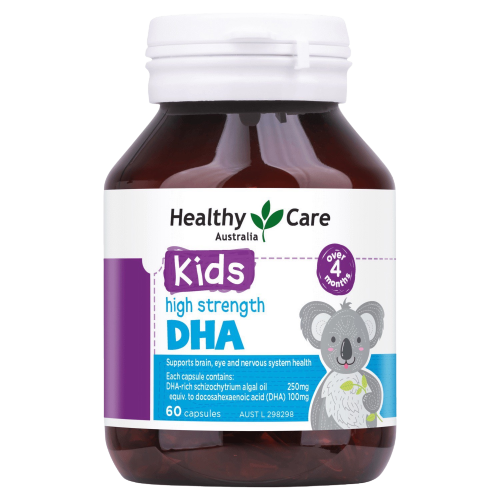 Healthy Care
Australia
over
4
months
Kids
high strength
DHA
Supports brain, eye and nervous system health
Each capsule contains:
DHA-rich schizochytrium algal oil 250mg
equiv. to docosahexaenoic acid (DHA) 100mg
60 capsules AUST L 298298